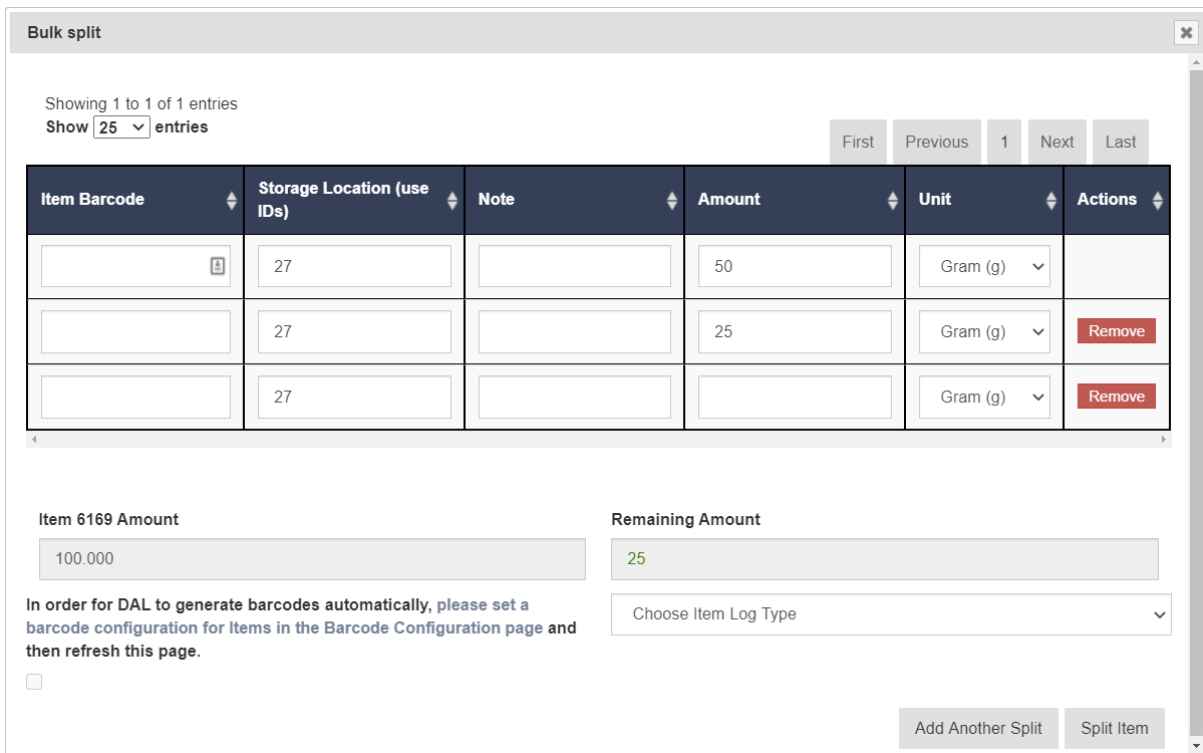 Bulk split
Showing 1 to 1 of 1 entries
Show 25 entries
First Previous 1 Next Last
Item Barcode Storage Location (use IDs) Note Amount Unit Actions
27 50 Gram (g)
27 25 Gram (g) Remove
27 Gram (g) Remove
Item 6169 Amount Remaining Amount
100.000 25
In order for DAL to generate barcodes automatically, please set a
barcode configuration for Items in the Barcode Configuration page and
then refresh this page.
Choose Item Log Type
Add Another Split Split Item